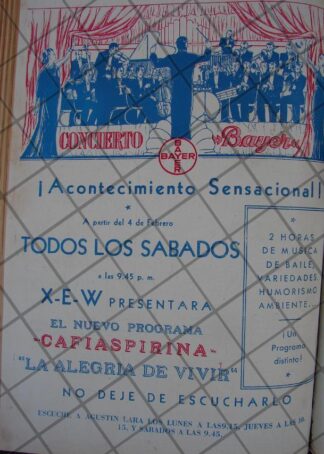 CONCIERTO Bayer
BAYER
BAYER
¡Acontecimiento Sensacional!
A partir del 4 de Febrero
TODOS LOS SABADOS
a las 9.45 p. m.
X-E-W PRESENTARA
EL NUEVO PROGRAMA
-CAFIASPIRINA-
"LA ALEGRIA DE VIVIR"
NO DEJE DE ESCUCHARLO
2 HORAS
DE MUSICA
DE BAILE,
VARIEDADES,
HUMORISMO
AMBIENTE...
¡Un
Programa
distinto!
ESCUCHE A AGUSTIN LARA LOS LUNES A LAS 9.15, JUEVES A LAS 10.
15, Y SABADOS A LAS 9.45.